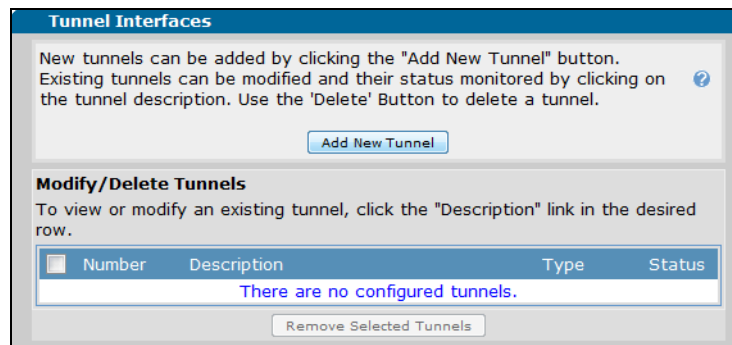 Tunnel Interfaces
New tunnels can be added by clicking the "Add New Tunnel" button.
Existing tunnels can be modified and their status monitored by clicking on
the tunnel description. Use the 'Delete' Button to delete a tunnel.
?
Add New Tunnel
Modify/Delete Tunnels
To view or modify an existing tunnel, click the "Description" link in the desired
row.
Number Description Type Status
There are no configured tunnels.
Remove Selected Tunnels